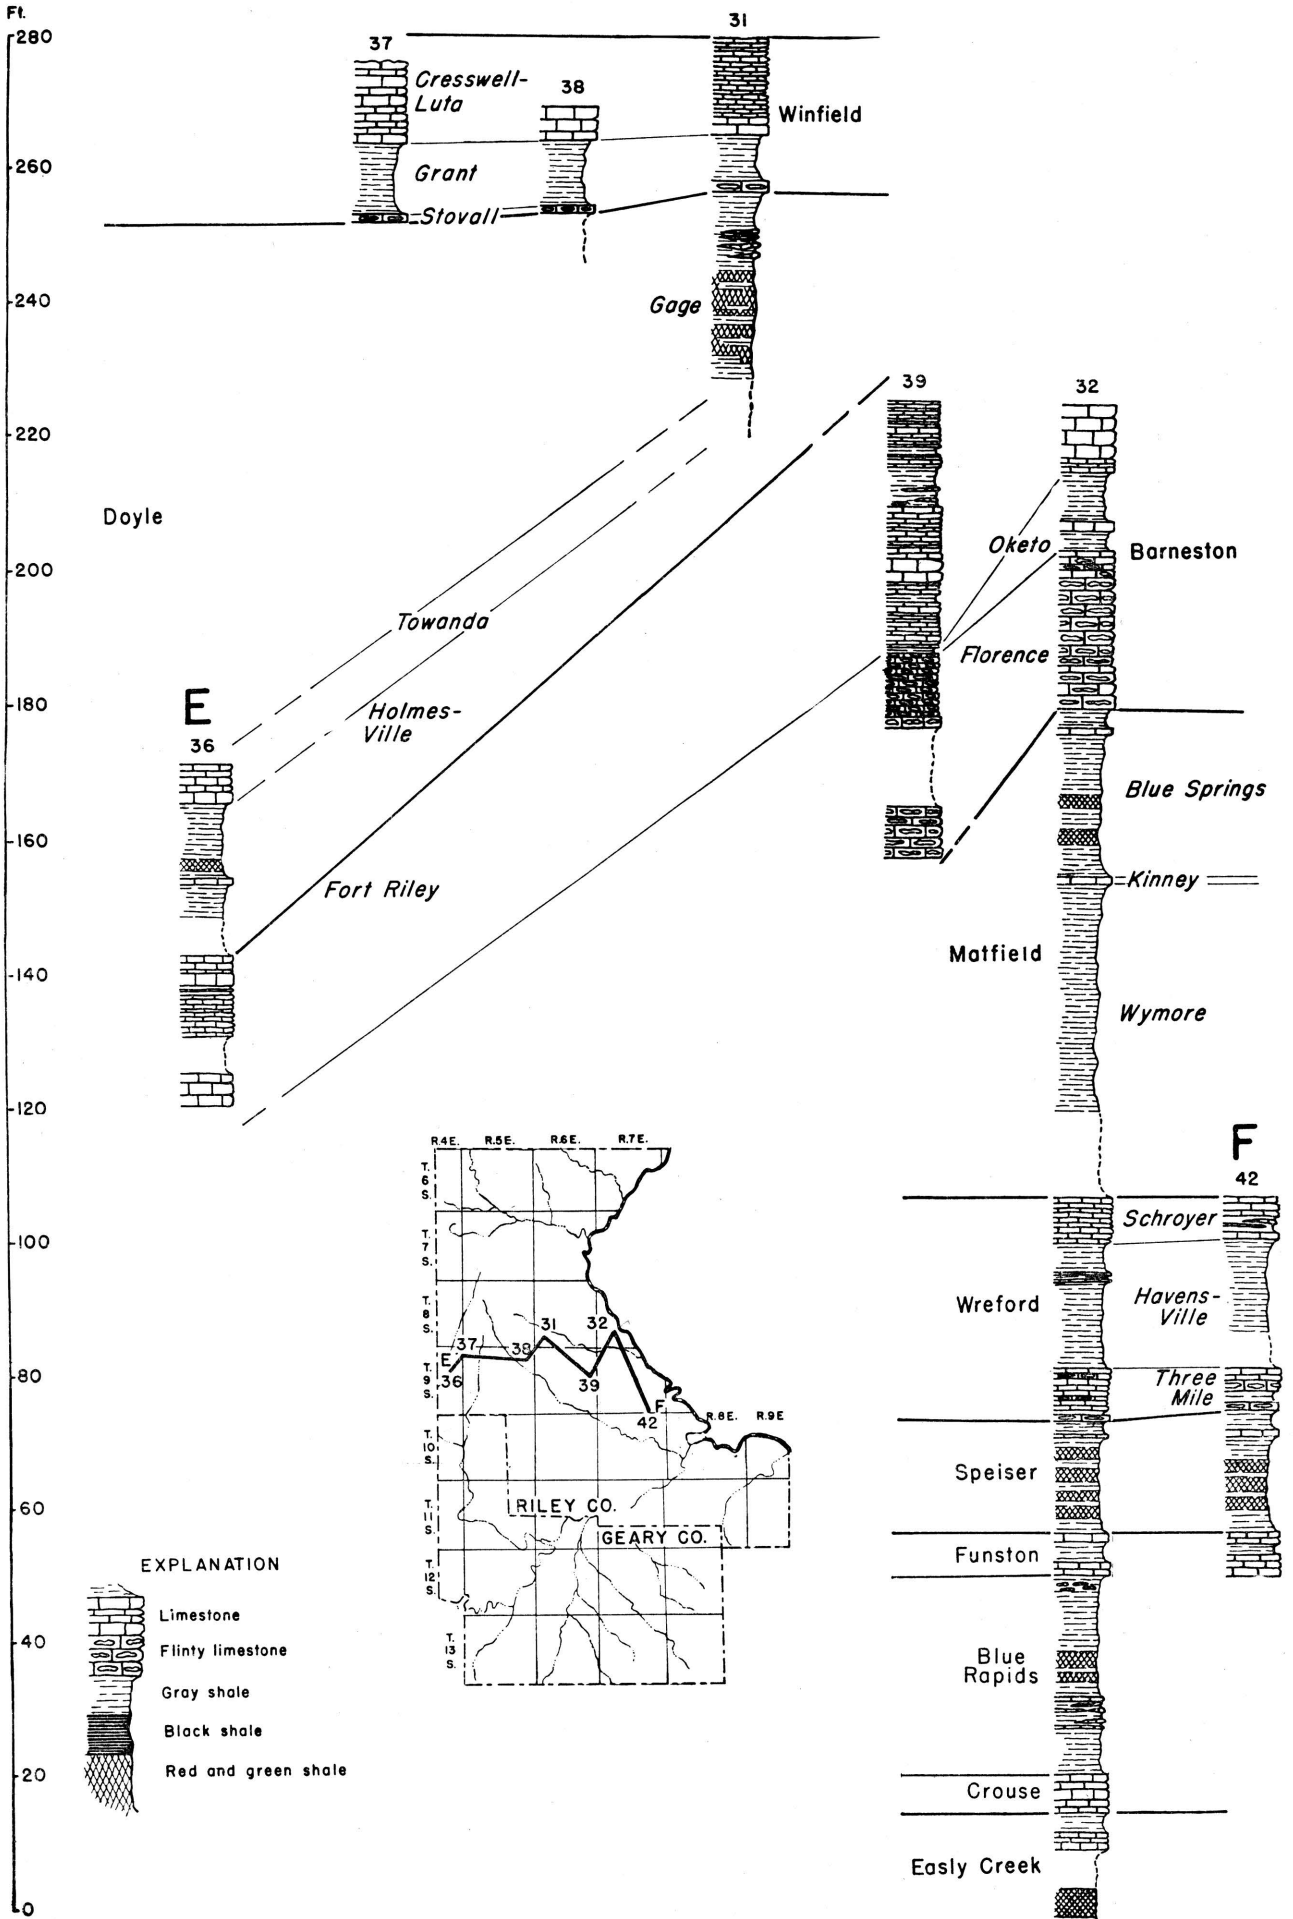 Ft.
280
260
240
220
200
180
160
140
120
100
80
60
40
20
0
37
Cresswell-
Luta
38
31
Winfield
Grant
Stovall
Gage
Doyle
39
32
Oketo
Barneston
Towanda
Florence
E
36
Holmes-
Ville
Fort Riley
Blue Springs
Kinney
Matfield
Wymore
F
42
Schroyer
Wreford
Havens-
Ville
Three
Mile
Speiser
Funston
Blue
Rapids
Crouse
Easly Creek
R.4E. R.5E. R.6E. R.7E.
T.
6
S.
T.
7
S.
T.
8
S.
T.
9
S.
T.
10
S.
T.
11
S.
T.
12
S.
T.
13
S.
E
36
37
38
31
39
32
42
F
R.8E. R.9E
RILEY CO.
GEARY CO.
EXPLANATION
Limestone
Flinty limestone
Gray shale
Black shale
Red and green shale